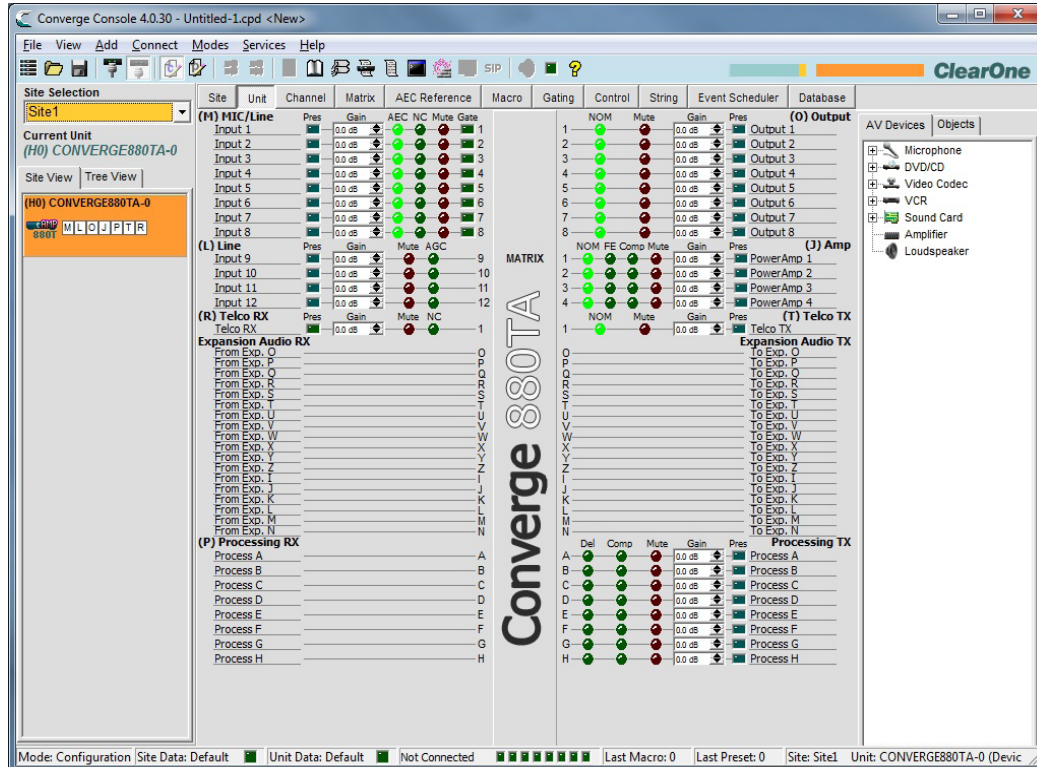 Converge Console 4.0.30 - Untitled-1.cpd <New>
File View Add Connect Modes Services Help
SIP
ClearOne
Site Selection
Site1
Current Unit
(H0) CONVERGE880TA-0
Site View Tree View
(H0) CONVERGE880TA-0
AMP
880T
M L O J P T R
Site Unit Channel Matrix AEC Reference Macro Gating Control String Event Scheduler Database
(M) MIC/Line Pres Gain AEC NC Mute Gate
Input 1 0.0 dB 1
Input 2 0.0 dB 2
Input 3 0.0 dB 3
Input 4 0.0 dB 4
Input 5 0.0 dB 5
Input 6 0.0 dB 6
Input 7 0.0 dB 7
Input 8 0.0 dB 8
(L) Line Pres Gain Mute AGC
Input 9 0.0 dB 9
Input 10 0.0 dB 10
Input 11 0.0 dB 11
Input 12 0.0 dB 12
(R) Telco RX Pres Gain Mute NC
Telco RX 0.0 dB 1
Expansion Audio RX
From Exp. O O
From Exp. P P
From Exp. Q Q
From Exp. R R
From Exp. S S
From Exp. T T
From Exp. U U
From Exp. V V
From Exp. W W
From Exp. X X
From Exp. Y Y
From Exp. Z Z
From Exp. I I
From Exp. J J
From Exp. K K
From Exp. L L
From Exp. M M
From Exp. N N
(P) Processing RX
Process A A
Process B B
Process C C
Process D D
Process E E
Process F F
Process G G
Process H H
MATRIX
Converge 880TA
NOM Mute Gain Pres (O) Output
1 0.0 dB Output 1
2 0.0 dB Output 2
3 0.0 dB Output 3
4 0.0 dB Output 4
5 0.0 dB Output 5
6 0.0 dB Output 6
7 0.0 dB Output 7
8 0.0 dB Output 8
NOM FE Comp Mute Gain Pres (J) Amp
1 0.0 dB PowerAmp 1
2 0.0 dB PowerAmp 2
3 0.0 dB PowerAmp 3
4 0.0 dB PowerAmp 4
NOM Mute Gain Pres (T) Telco TX
1 0.0 dB Telco TX
Expansion Audio TX
O To Exp. O
P To Exp. P
Q To Exp. Q
R To Exp. R
S To Exp. S
T To Exp. T
U To Exp. U
V To Exp. V
W To Exp. W
X To Exp. X
Y To Exp. Y
Z To Exp. Z
I To Exp. I
J To Exp. J
K To Exp. K
L To Exp. L
M To Exp. M
N To Exp. N
Del Comp Mute Gain Pres Processing TX
A 0.0 dB Process A
B 0.0 dB Process B
C 0.0 dB Process C
D 0.0 dB Process D
E 0.0 dB Process E
F 0.0 dB Process F
G 0.0 dB Process G
H 0.0 dB Process H
AV Devices Objects
Microphone
DVD/CD
Video Codec
VCR
Sound Card
Amplifier
Loudspeaker
Mode: Configuration Site Data: Default Unit Data: Default Not Connected Last Macro: 0 Last Preset: 0 Site: Site1 Unit: CONVERGE880TA-0 (Devic